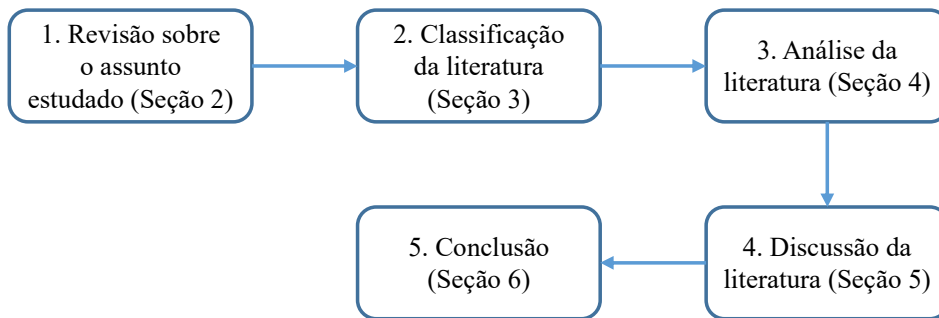 1. Revisão sobre
o assunto
estudado (Seção 2)
2. Classificação
da literatura
(Seção 3)
3. Análise da
literatura (Seção 4)
4. Discussão da
literatura (Seção 5)
5. Conclusão
(Seção 6)